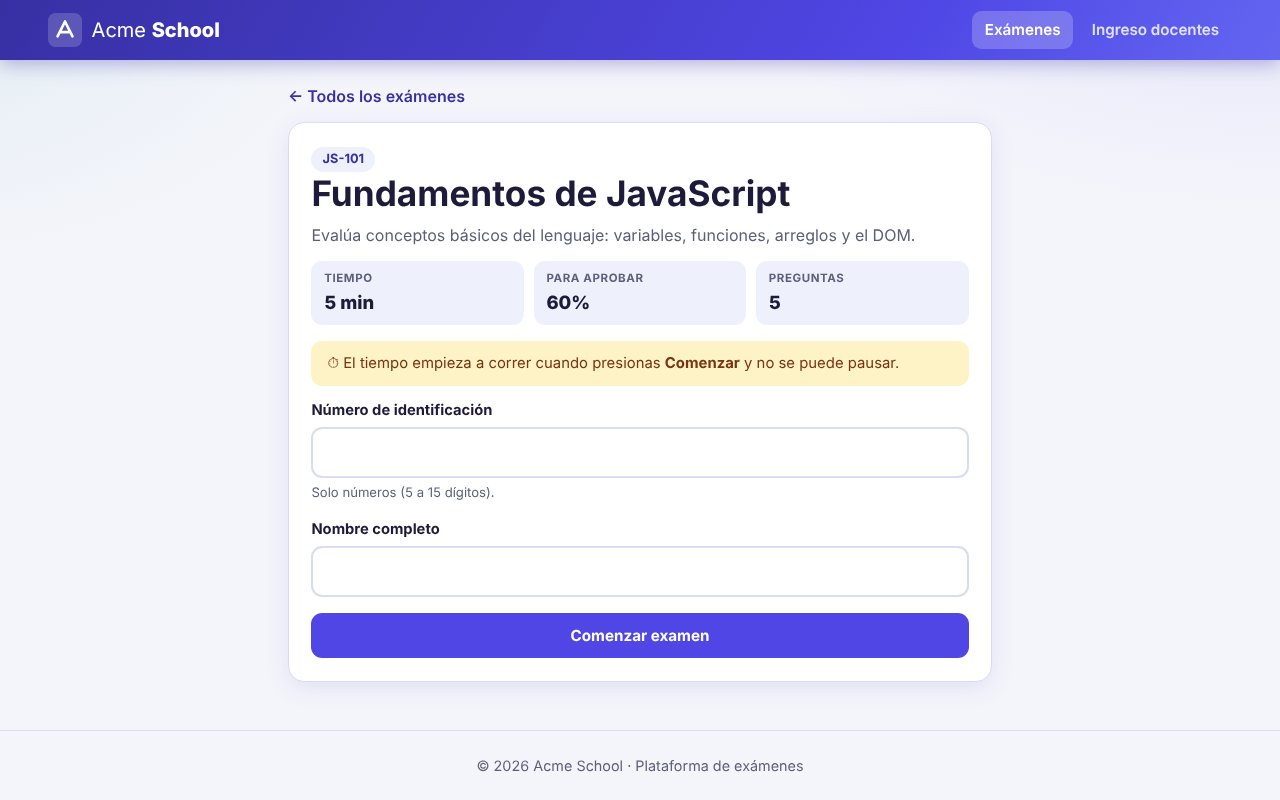 Acme School
Exámenes
Ingreso docentes
← Todos los exámenes
JS-101
Fundamentos de JavaScript
Evalúa conceptos básicos del lenguaje: variables, funciones, arreglos y el DOM.
TIEMPO
5 min
PARA APROBAR
60%
PREGUNTAS
5
⏱ El tiempo empieza a correr cuando presionas Comenzar y no se puede pausar.
Número de identificación
Solo números (5 a 15 dígitos).
Nombre completo
Comenzar examen
© 2026 Acme School · Plataforma de exámenes